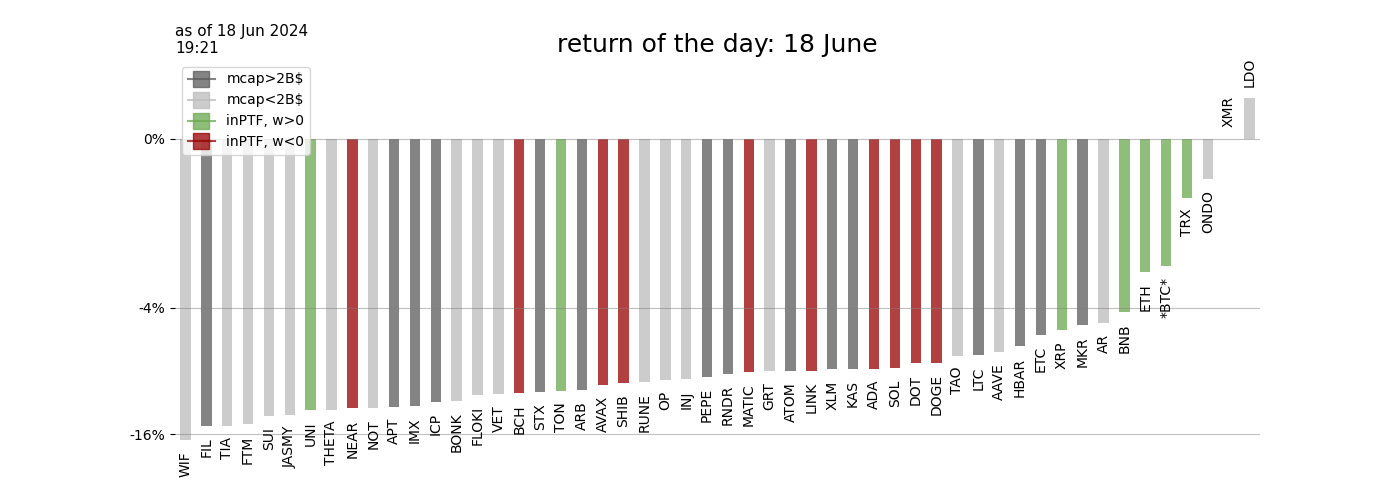 as of 18 Jun 2024
19:21
return of the day: 18 June
mcap>2B$
mcap<2B$
inPTF, w>0
inPTF, w<0
0%
-4%
-16%
WIF
FIL
TIA
FTM
SUI
JASMY
UNI
THETA
NEAR
NOT
APT
IMX
ICP
BONK
FLOKI
VET
BCH
STX
TON
ARB
AVAX
SHIB
RUNE
OP
INJ
PEPE
RNDR
MATIC
GRT
ATOM
LINK
XLM
KAS
ADA
SOL
DOT
DOGE
TAO
LTC
AAVE
HBAR
ETC
XRP
MKR
AR
BNB
ETH
*BTC*
TRX
ONDO
XMR
LDO